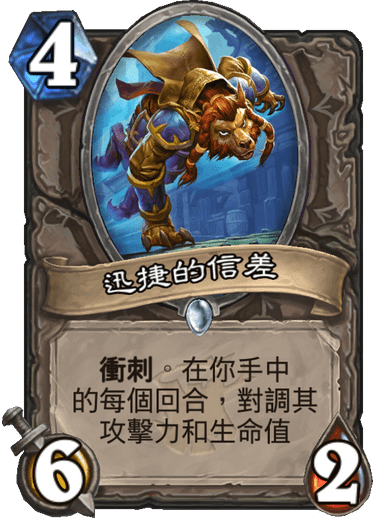 4
迅捷的信差
衝刺。在你手中
的每個回合，對調其
攻擊力和生命值
6
2